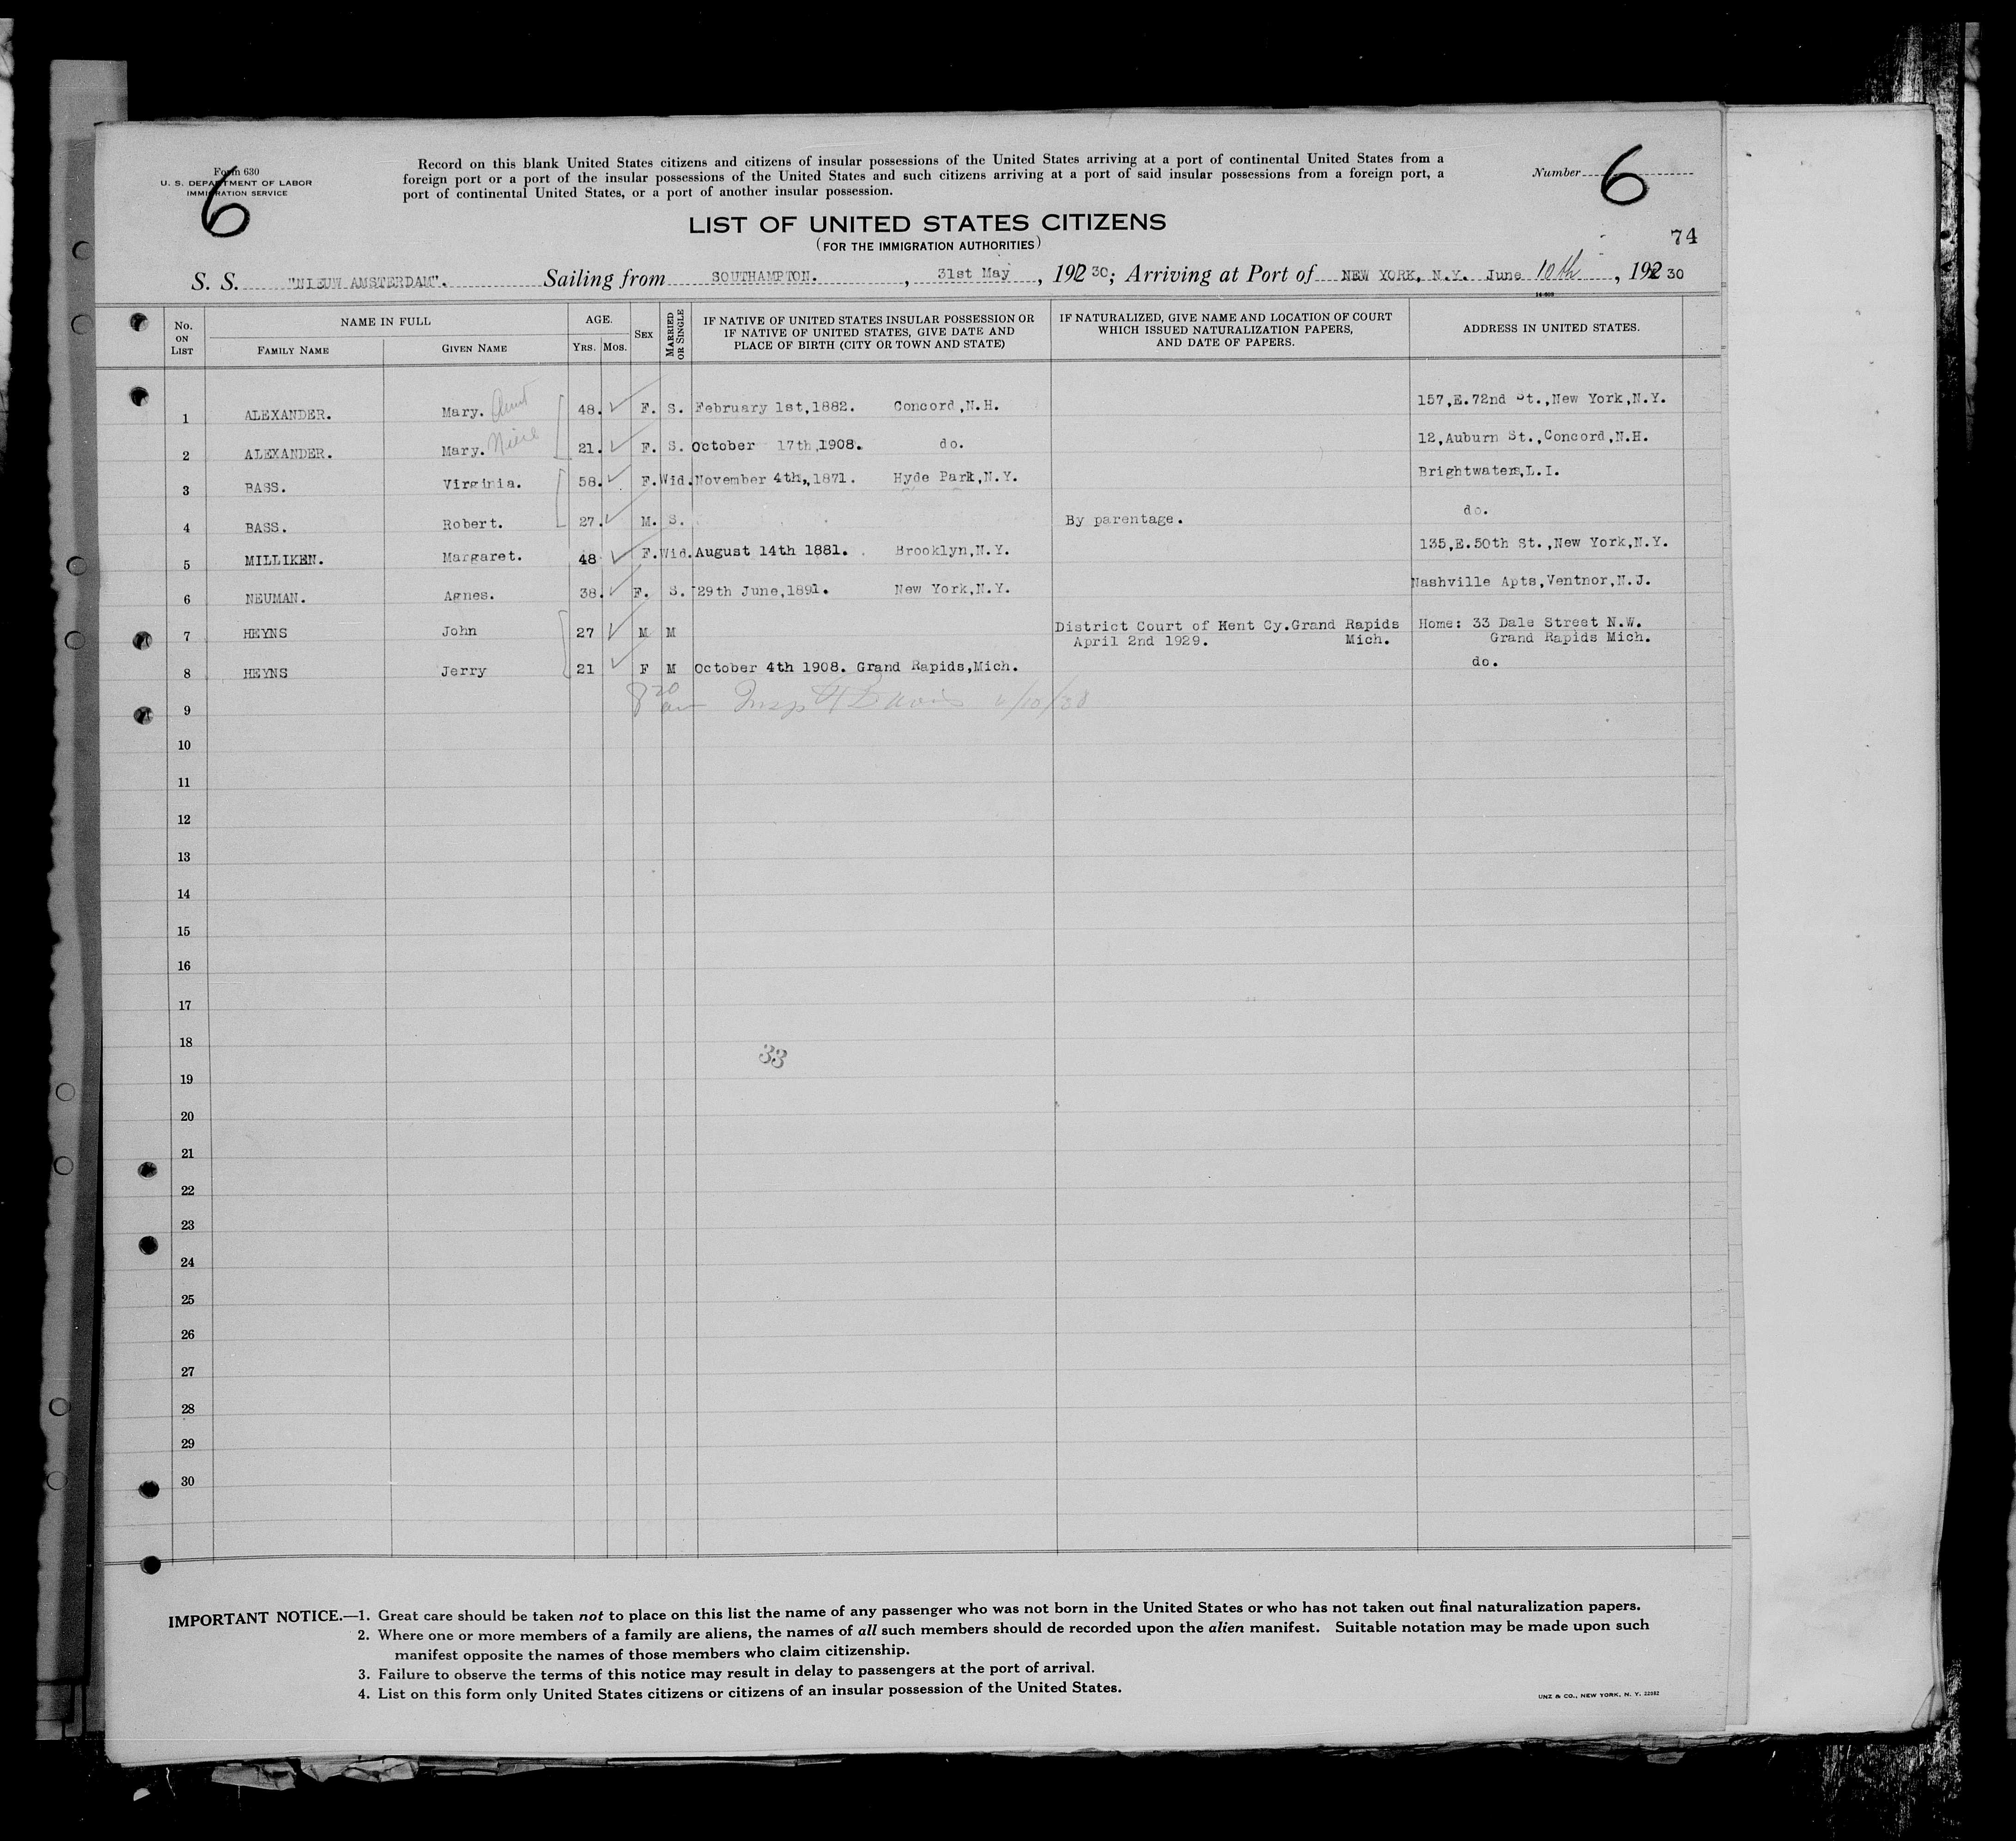 Form 630
U. S. DEPARTMENT OF LABOR
IMMIGRATION SERVICE
6
Record on this blank United States citizens and citizens of insular possessions of the United States arriving at a port of continental United States from a
foreign port or a port of the insular possessions of the United States and such citizens arriving at a port of said insular possessions from a foreign port, a
port of continental United States, or a port of another insular possession.
Number 6
LIST OF UNITED STATES CITIZENS
(FOR THE IMMIGRATION AUTHORITIES)
74
S. S. "NIEUW AMSTERDAM". Sailing from SOUTHAMPTON. , 31st May , 192 30; Arriving at Port of NEW YORK, N.Y. June 10th , 192 30
No. ON LIST NAME IN FULL FAMILY NAME GIVEN NAME AGE. YRS. MOS. SEX MARRIED OR SINGLE IF NATIVE OF UNITED STATES INSULAR POSSESSION OR IF NATIVE OF UNITED STATES, GIVE DATE AND PLACE OF BIRTH (CITY OR TOWN AND STATE) IF NATURALIZED, GIVE NAME AND LOCATION OF COURT WHICH ISSUED NATURALIZATION PAPERS, AND DATE OF PAPERS. ADDRESS IN UNITED STATES.
1 ALEXANDER. Mary. Aunt 48. F. S. February 1st,1882. Concord,N.H. 157,E.72nd St.,New York,N.Y.
2 ALEXANDER. Mary. Niece 21. F. S. October 17th,1908. do. 12,Auburn St.,Concord,N.H.
3 BASS. Virginia. 58. F. Wid. November 4th,,1871. Hyde Park,N.Y. Brightwaters,L.I.
4 BASS. Robert. 27. M. S. By parentage. do.
5 MILLIKEN. Margaret. 48 F. Wid. August 14th 1881. Brooklyn,N.Y. 135,E.50th St.,New York,N.Y.
6 NEUMAN. Agnes. 38. F. S. 29th June,1891. New York,N.Y. Nashville Apts,Ventnor,N.J.
7 HEYNS John 27 M M District Court of Kent Cy.Grand Rapids Home: 33 Dale Street N.W.
April 2nd 1929. Mich. Grand Rapids Mich.
8 HEYNS Jerry 21 F M October 4th 1908. Grand Rapids,Mich. do.
9 Insp Davis
10
11
12
13
14
15
16
17
18
33
19
20
21
22
23
24
25
26
27
28
29
30
IMPORTANT NOTICE.—1. Great care should be taken not to place on this list the name of any passenger who was not born in the United States or who has not taken out final naturalization papers.
2. Where one or more members of a family are aliens, the names of all such members should de recorded upon the alien manifest. Suitable notation may be made upon such
manifest opposite the names of those members who claim citizenship.
3. Failure to observe the terms of this notice may result in delay to passengers at the port of arrival.
4. List on this form only United States citizens or citizens of an insular possession of the United States.
UNZ & CO., NEW YORK, N. Y. 22982